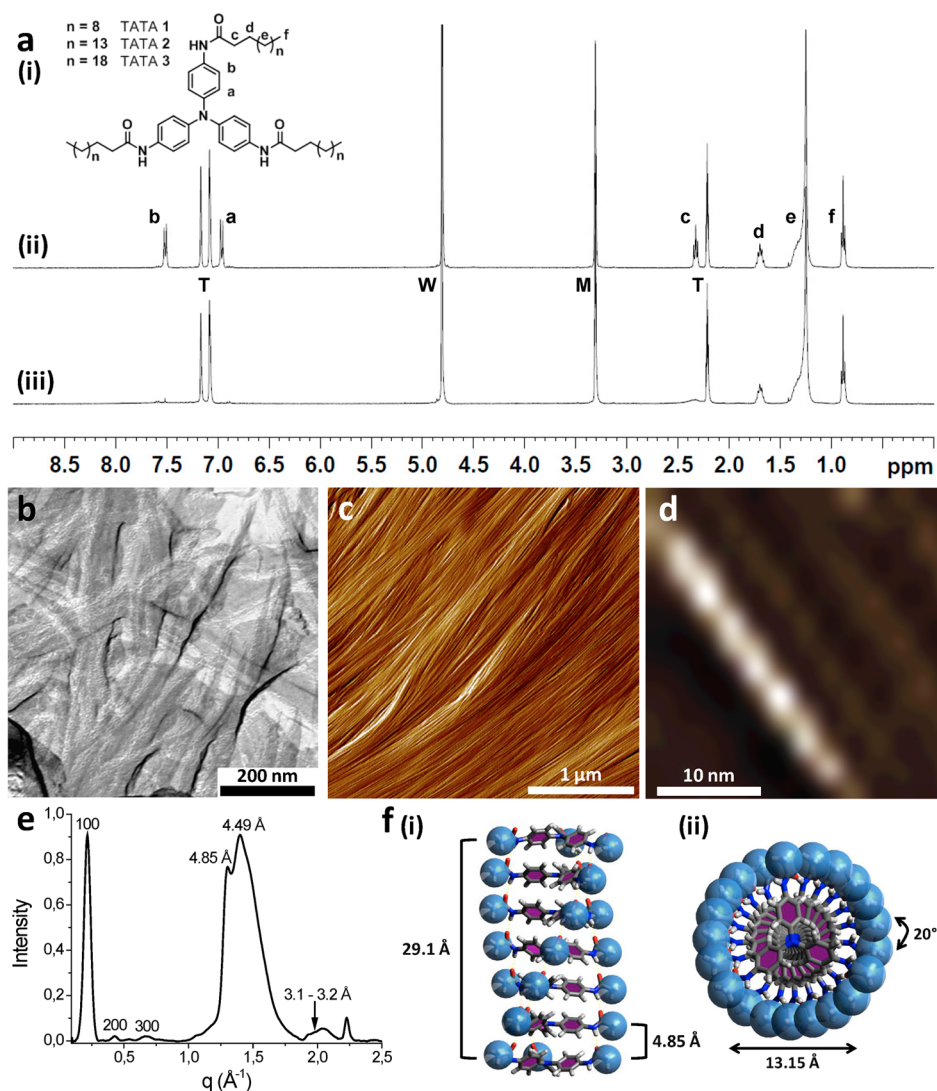 a
n = 8 TATA 1
n = 13 TATA 2
n = 18 TATA 3
(i)
O
d
f
c
e
n
NH
b
a
N
O
O
n
NH
NH
n
b
a
c
d
e
f
(ii)
T
W
M
T
(iii)
8.5 8.0 7.5 7.0 6.5 6.0 5.5 5.0 4.5 4.0 3.5 3.0 2.5 2.0 1.5 1.0 ppm
b
c
d
200 nm
1 µm
10 nm
e
f (i)
(ii)
1,0
0,8
0,6
0,4
0,2
0,0
Intensity
100
4.49 Å
4.85 Å
3.1 - 3.2 Å
200
300
0,5 1,0 1,5 2,0 2,5
q (Å⁻¹)
29.1 Å
4.85 Å
20°
13.15 Å